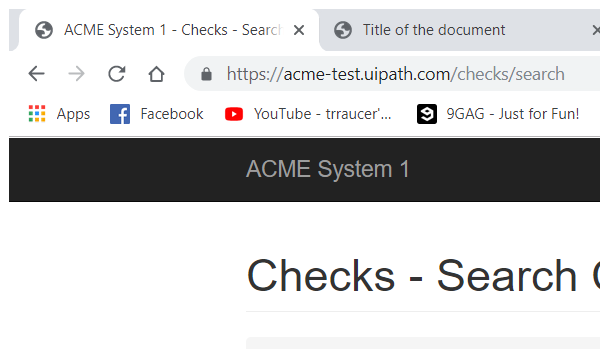 ACME System 1 - Checks - Searc
Title of the document
https://acme-test.uipath.com/checks/search
Apps
Facebook
YouTube - trraucer'...
9GAG - Just for Fun!
ACME System 1
Checks - Search